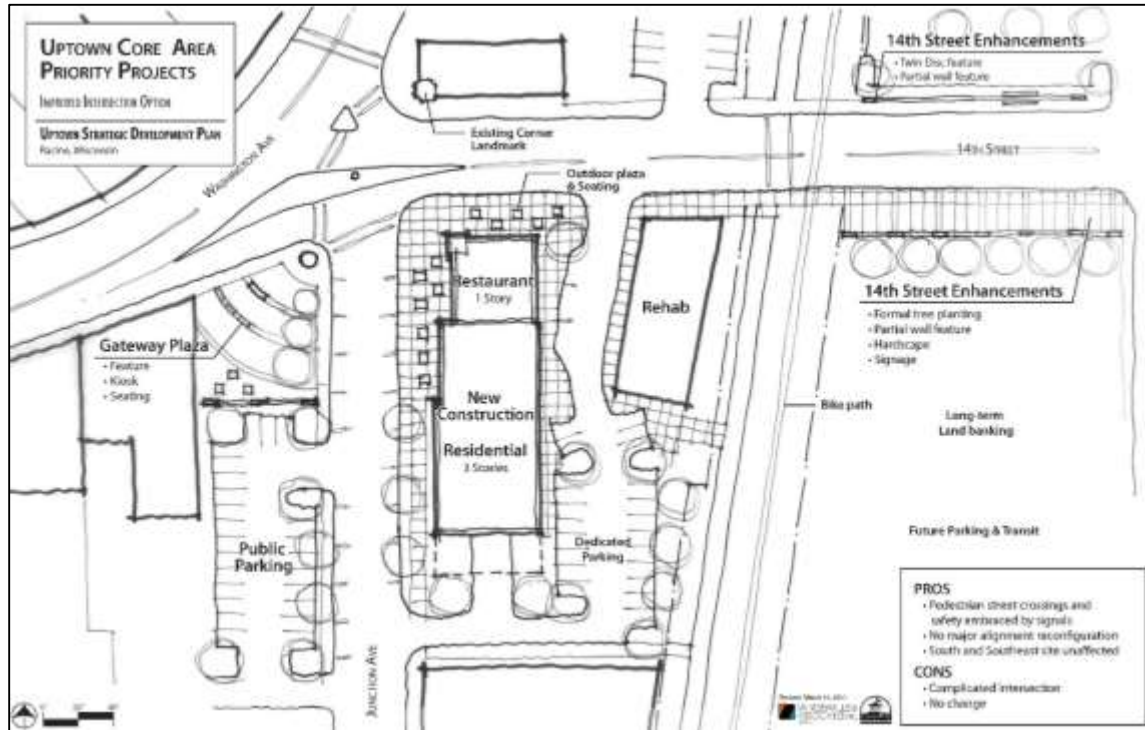 UPTOWN CORE AREA
PRIORITY PROJECTS
IMPROVED INTERSECTION OPTION
UPTOWN STRATEGIC DEVELOPMENT PLAN
Racine, Wisconsin
WASHINGTON AVE
Existing Corner
Landmark
14th Street Enhancements
• Twin Disc feature
• Partial wall feature
14TH STREET
Outdoor plaza
& Seating
Restaurant
1 Story
Rehab
Gateway Plaza
• Feature
• Kiosk
• Seating
New
Construction
Residential
3 Stories
14th Street Enhancements
• Formal tree planting
• Partial wall feature
• Hardscape
• Signage
Bike path
Long-term
Land banking
Public
Parking
Dedicated
Parking
Future Parking & Transit
JUNCTION AVE
PROS
• Pedestrian street crossings and
safety embraced by signals
• No major alignment reconfiguration
• South and Southeast site unaffected
CONS
• Complicated intersection
• No change